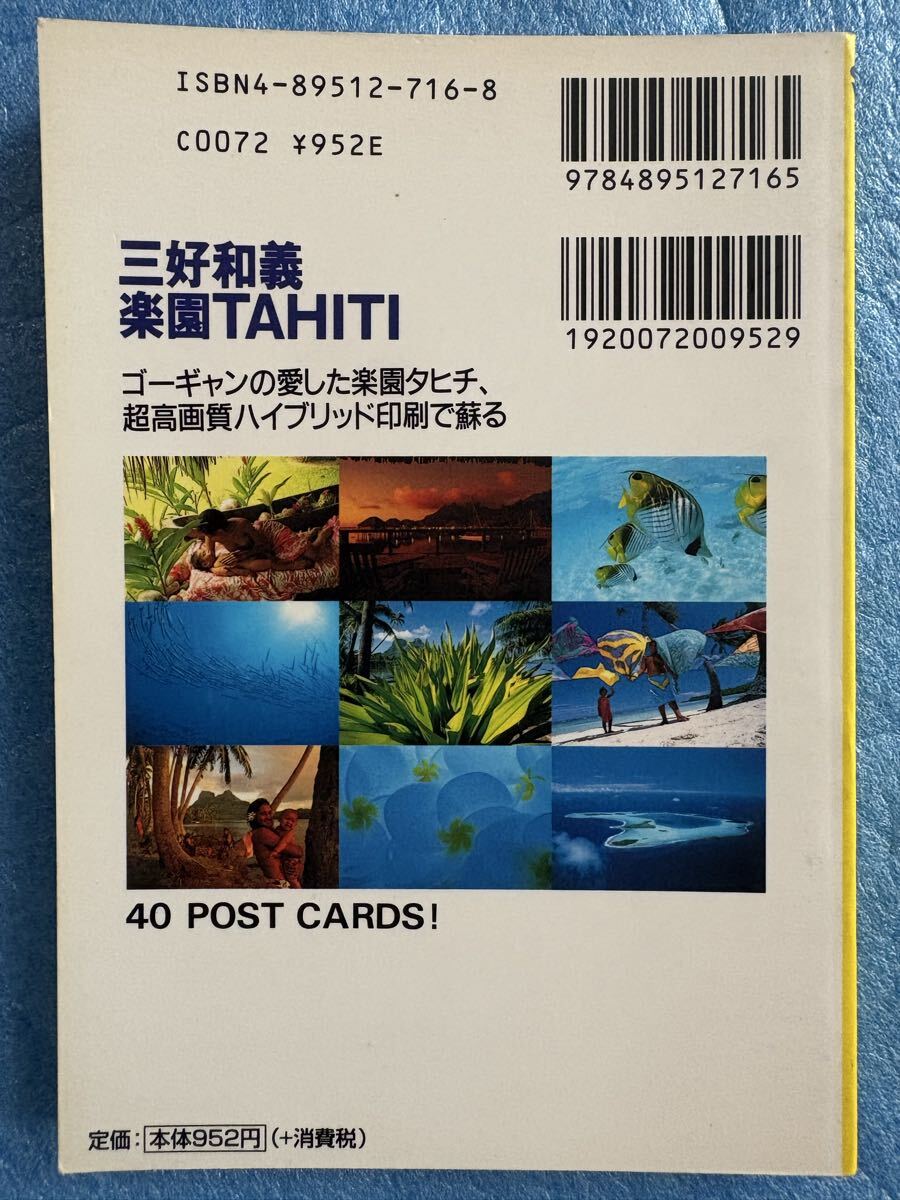 ISBN4-89512-716-8
C0072 ¥952E
9784895127165
三好和義
楽園TAHITI
1920072009529
ゴーギャンの愛した楽園タヒチ、
超高画質ハイブリッド印刷で蘇る
40 POST CARDS!
定価:本体952円(+消費税)